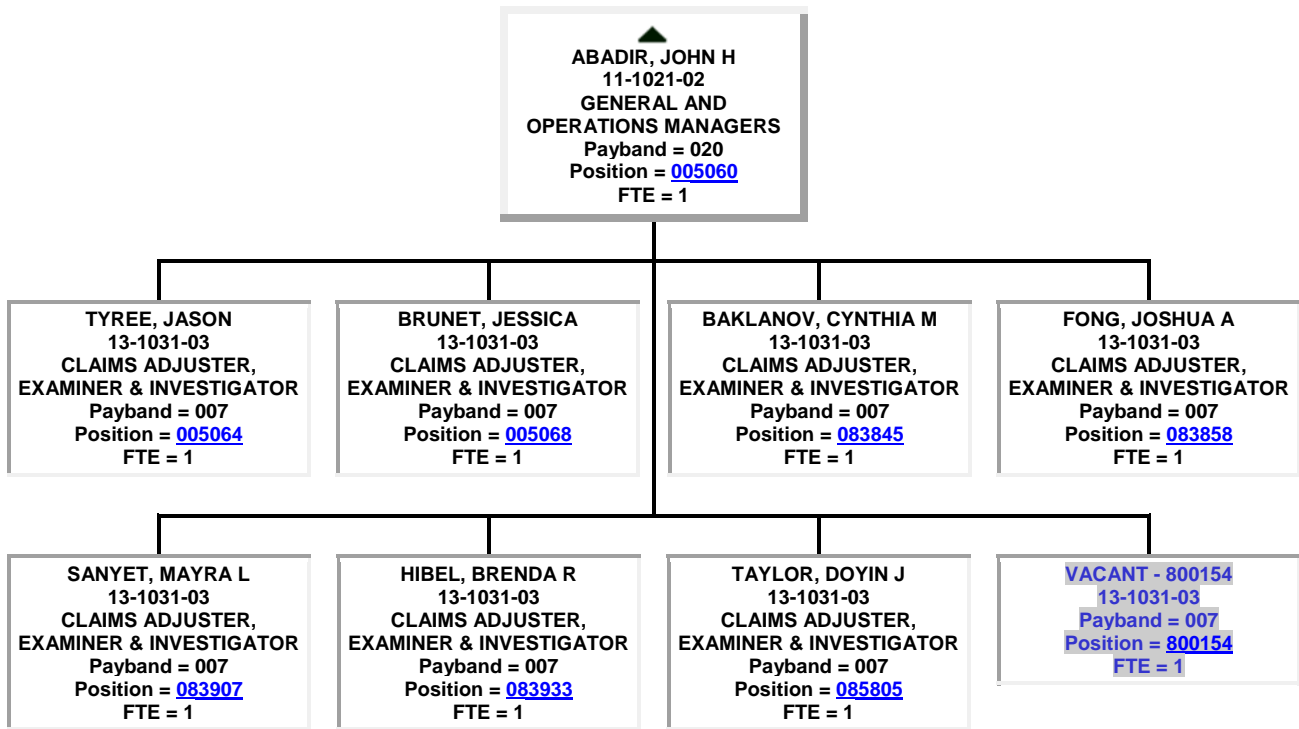 ABADIR, JOHN H
11-1021-02
GENERAL AND
OPERATIONS MANAGERS
Payband = 020
Position = 005060
FTE = 1
TYREE, JASON
13-1031-03
CLAIMS ADJUSTER,
EXAMINER & INVESTIGATOR
Payband = 007
Position = 005064
FTE = 1
BRUNET, JESSICA
13-1031-03
CLAIMS ADJUSTER,
EXAMINER & INVESTIGATOR
Payband = 007
Position = 005068
FTE = 1
BAKLANOV, CYNTHIA M
13-1031-03
CLAIMS ADJUSTER,
EXAMINER & INVESTIGATOR
Payband = 007
Position = 083845
FTE = 1
FONG, JOSHUA A
13-1031-03
CLAIMS ADJUSTER,
EXAMINER & INVESTIGATOR
Payband = 007
Position = 083858
FTE = 1
SANYET, MAYRA L
13-1031-03
CLAIMS ADJUSTER,
EXAMINER & INVESTIGATOR
Payband = 007
Position = 083907
FTE = 1
HIBEL, BRENDA R
13-1031-03
CLAIMS ADJUSTER,
EXAMINER & INVESTIGATOR
Payband = 007
Position = 083933
FTE = 1
TAYLOR, DOYIN J
13-1031-03
CLAIMS ADJUSTER,
EXAMINER & INVESTIGATOR
Payband = 007
Position = 085805
FTE = 1
VACANT - 800154
13-1031-03
Payband = 007
Position = 800154
FTE = 1